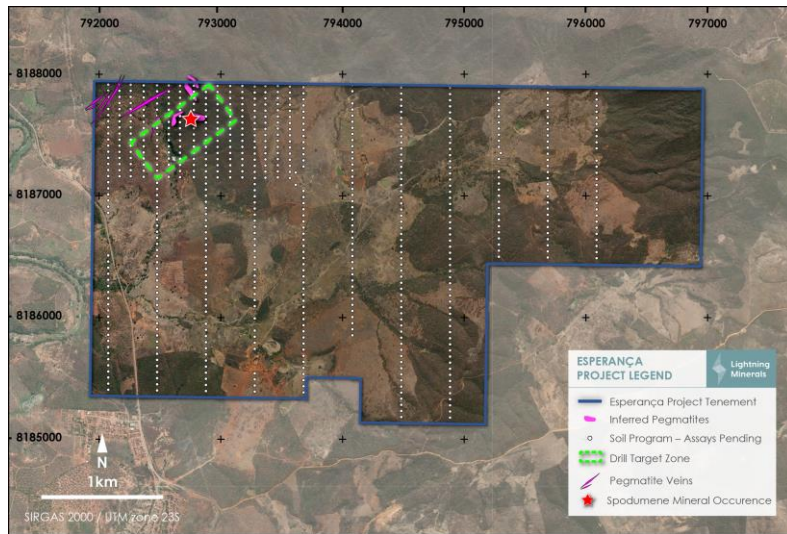 792000 793000 794000 795000 796000 797000
8188000
8187000
8186000
8185000
ESPERANÇA
PROJECT LEGEND
Lightning
Minerals
Esperança Project Tenement
Inferred Pegmatites
Soil Program – Assays Pending
Drill Target Zone
Pegmatite Veins
Spodumene Mineral Occurence
N
1km
SIRGAS 2000 / UTM zone 23S